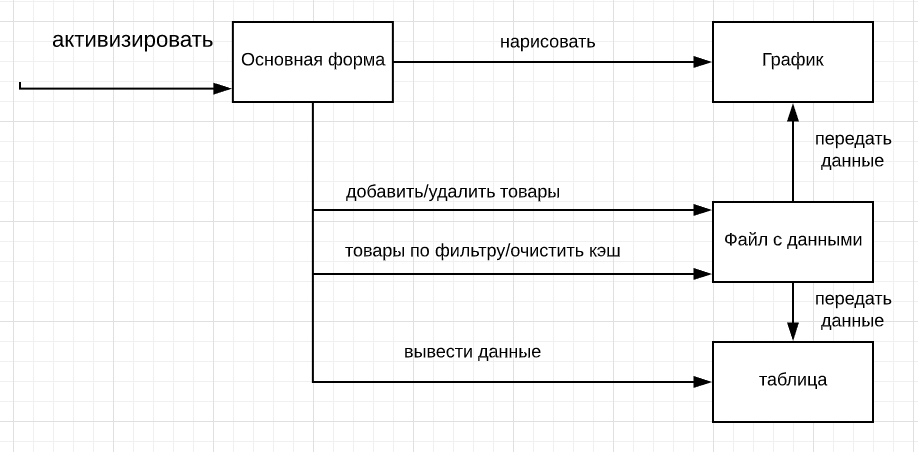 активизировать
Основная форма
нарисовать
График
передать
данные
добавить/удалить товары
Файл с данными
товары по фильтру/очистить кэш
передать
данные
вывести данные
таблица